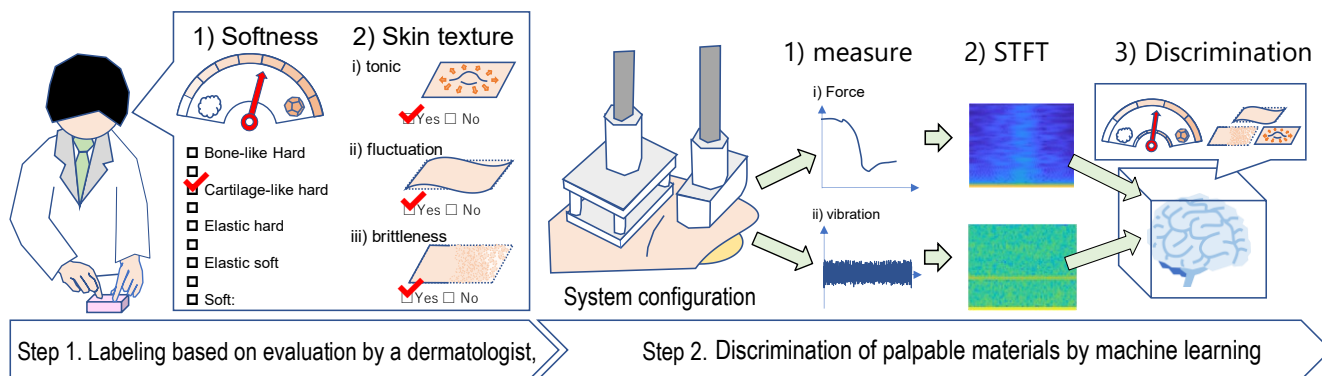 1) Softness
Bone-like Hard
Cartilage-like hard
Elastic hard
Elastic soft
Soft:
2) Skin texture
i) tonic
Yes No
ii) fluctuation
Yes No
iii) brittleness
Yes No
System configuration
1) measure
i) Force
ii) vibration
2) STFT
3) Discrimination
Step 1. Labeling based on evaluation by a dermatologist,
Step 2. Discrimination of palpable materials by machine learning